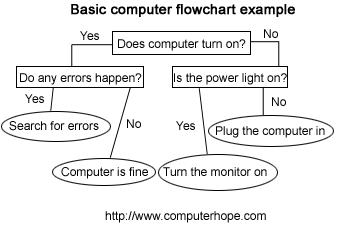 Basic computer flowchart example
Yes
No
Does computer turn on?
Do any errors happen?
Is the power light on?
Yes
No
Search for errors
No
Yes
Plug the computer in
Computer is fine
Turn the monitor on
http://www.computerhope.com